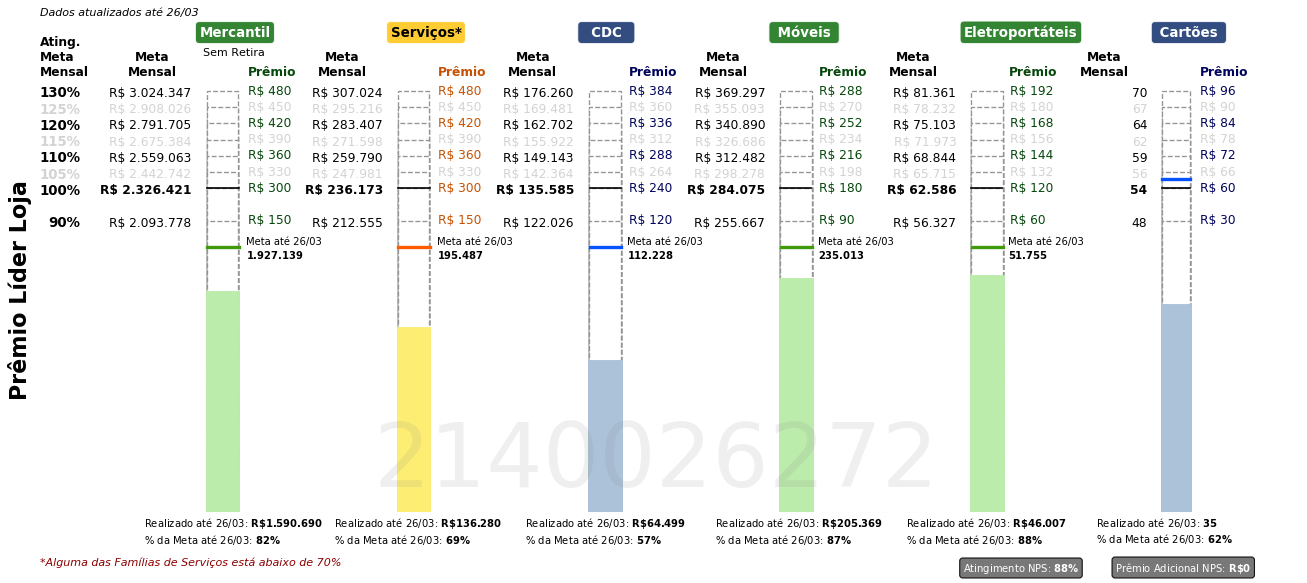 Dados atualizados até 26/03
Mercantil Serviços* CDC Móveis Eletroportáteis Cartões
Sem Retira
Ating. Meta Mensal
Meta Mensal Prêmio Meta Mensal Prêmio Meta Mensal Prêmio Meta Mensal Prêmio Meta Mensal Prêmio Meta Mensal Prêmio
130% R$ 3.024.347 R$ 480 R$ 307.024 R$ 480 R$ 176.260 R$ 384 R$ 369.297 R$ 288 R$ 81.361 R$ 192 70 R$ 96
125% R$ 2.908.026 R$ 450 R$ 295.216 R$ 450 R$ 169.481 R$ 360 R$ 355.093 R$ 270 R$ 78.232 R$ 180 67 R$ 90
120% R$ 2.791.705 R$ 420 R$ 283.407 R$ 420 R$ 162.702 R$ 336 R$ 340.890 R$ 252 R$ 75.103 R$ 168 64 R$ 84
115% R$ 2.675.384 R$ 390 R$ 271.598 R$ 390 R$ 155.922 R$ 312 R$ 326.686 R$ 234 R$ 71.973 R$ 156 62 R$ 78
110% R$ 2.559.063 R$ 360 R$ 259.790 R$ 360 R$ 149.143 R$ 288 R$ 312.482 R$ 216 R$ 68.844 R$ 144 59 R$ 72
105% R$ 2.442.742 R$ 330 R$ 247.981 R$ 330 R$ 142.364 R$ 264 R$ 298.278 R$ 198 R$ 65.715 R$ 132 56 R$ 66
100% R$ 2.326.421 R$ 300 R$ 236.173 R$ 300 R$ 135.585 R$ 240 R$ 284.075 R$ 180 R$ 62.586 R$ 120 54 R$ 60
90% R$ 2.093.778 R$ 150 R$ 212.555 R$ 150 R$ 122.026 R$ 120 R$ 255.667 R$ 90 R$ 56.327 R$ 60 48 R$ 30
Meta até 26/03 Meta até 26/03 Meta até 26/03 Meta até 26/03 Meta até 26/03
1.927.139 195.487 112.228 235.013 51.755
Prêmio Líder Loja
2140026272
Realizado até 26/03: R$1.590.690 Realizado até 26/03: R$136.280 Realizado até 26/03: R$64.499 Realizado até 26/03: R$205.369 Realizado até 26/03: R$46.007 Realizado até 26/03: 35
% da Meta até 26/03: 82% % da Meta até 26/03: 69% % da Meta até 26/03: 57% % da Meta até 26/03: 87% % da Meta até 26/03: 88% % da Meta até 26/03: 62%
*Alguma das Famílias de Serviços está abaixo de 70%
Atingimento NPS: 88% Prêmio Adicional NPS: R$0